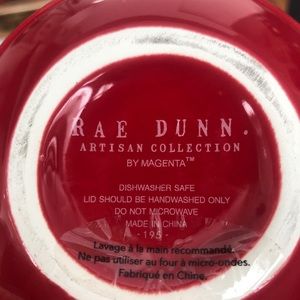 RAE DUNN.
ARTISAN COLLECTION
BY MAGENTA™
DISHWASHER SAFE
LID SHOULD BE HANDWASHED ONLY
DO NOT MICROWAVE
MADE IN CHINA
- 195 -
Lavage à la main recommandé.
Ne pas utiliser au four à micro-ondes.
Fabriqué en Chine.